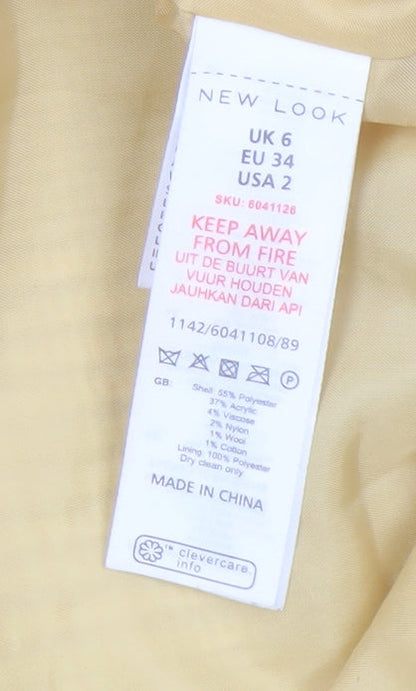 NEW LOOK
UK 6
EU 34
USA 2
SKU: 6041126
KEEP AWAY
FROM FIRE
UIT DE BUURT VAN
VUUR HOUDEN
JAUHKAN DARI API
1142/6041108/89
P
GB: Shell: 55% Polyester
37% Acrylic
4% Viscose
2% Nylon
1% Wool
1% Cotton
Lining: 100% Polyester
Dry clean only
MADE IN CHINA
™ clevercare.
info